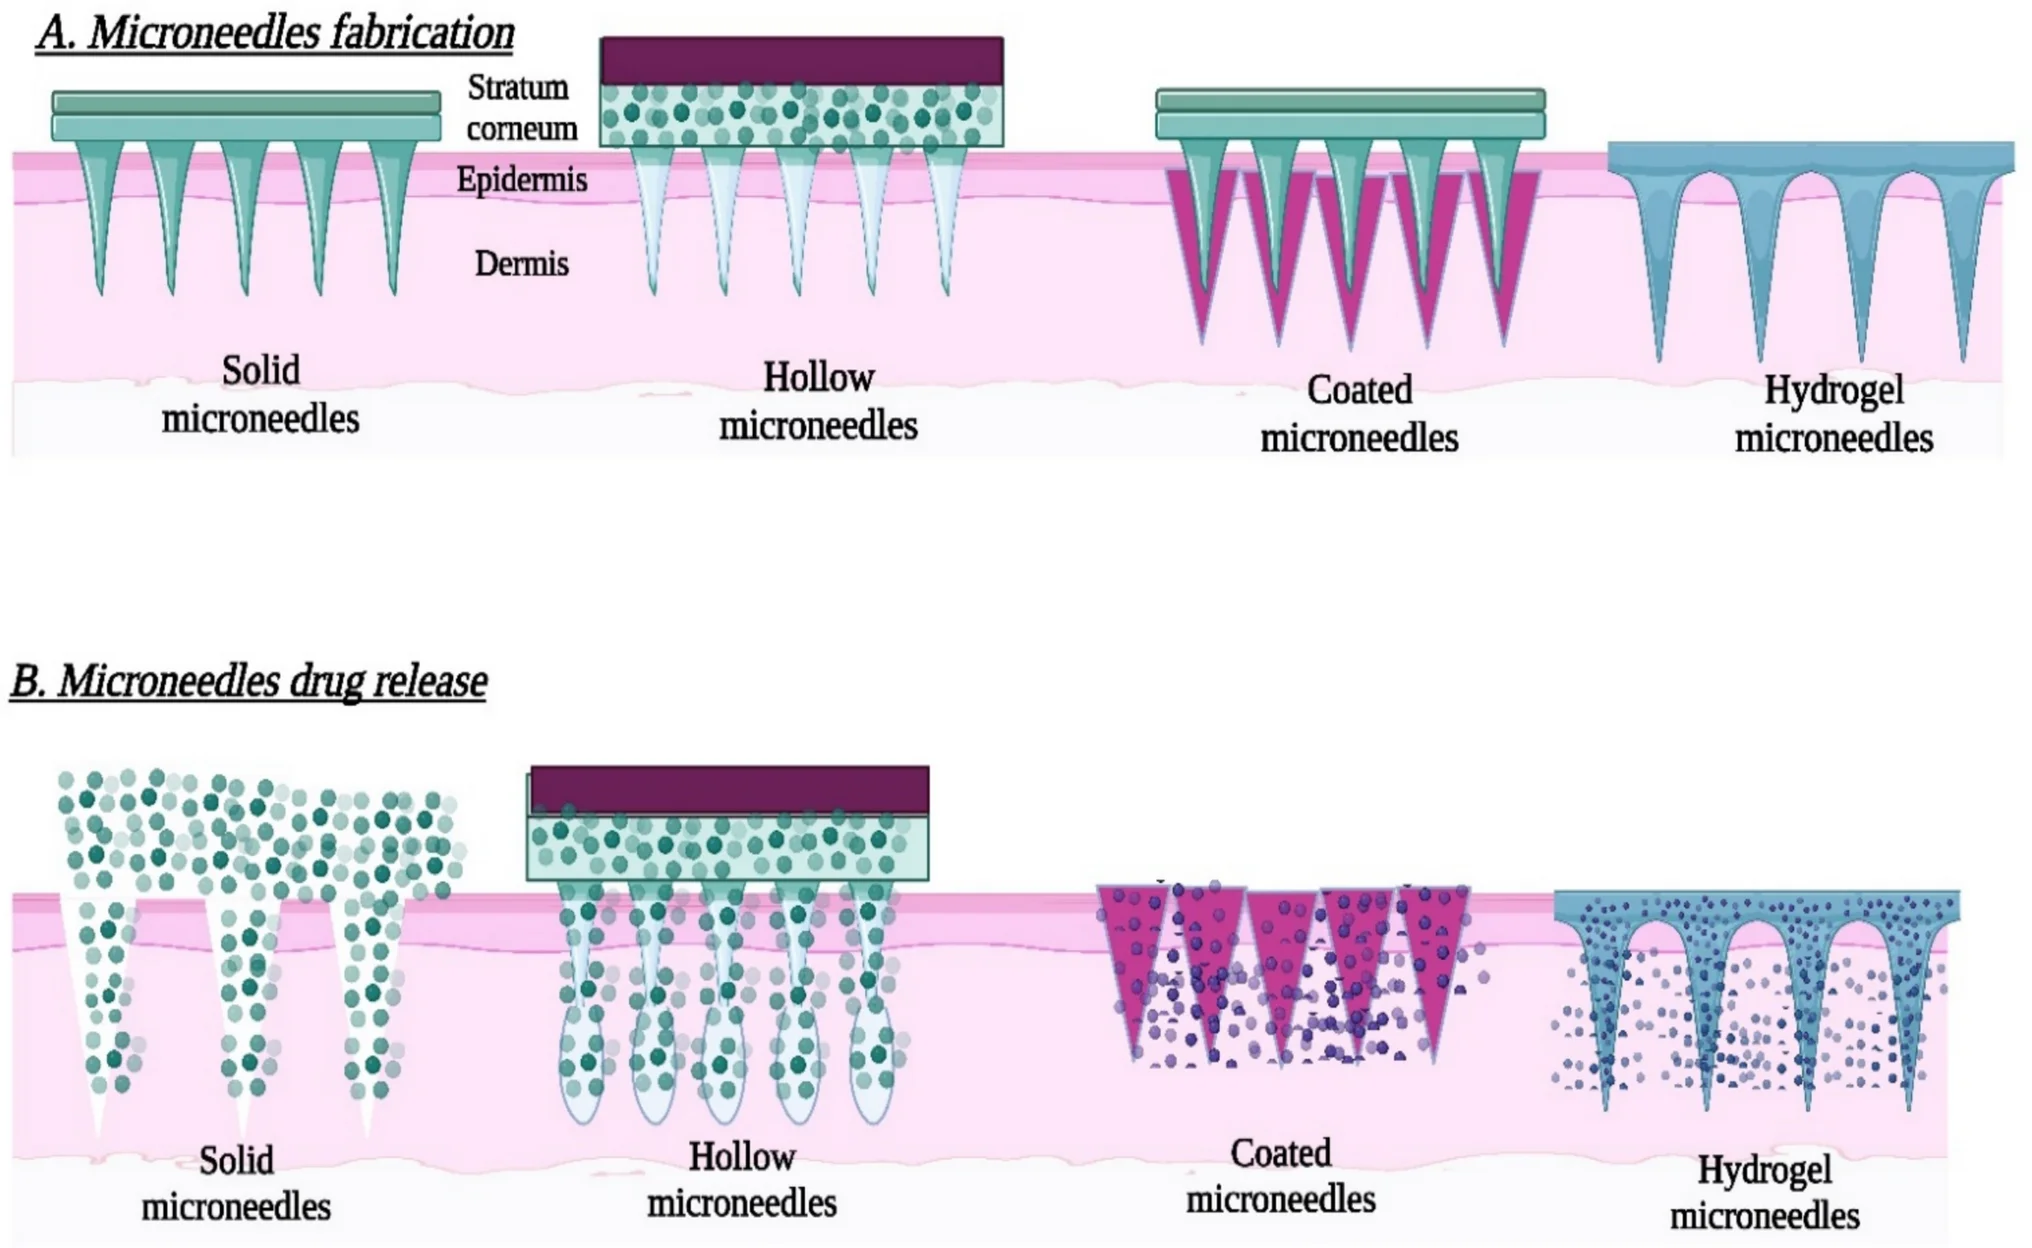 A. Microneedles fabrication
Stratum
corneum
Epidermis
Dermis
Solid
microneedles
Hollow
microneedles
Coated
microneedles
Hydrogel
microneedles
B. Microneedles drug release
Solid
microneedles
Hollow
microneedles
Coated
microneedles
Hydrogel
microneedles